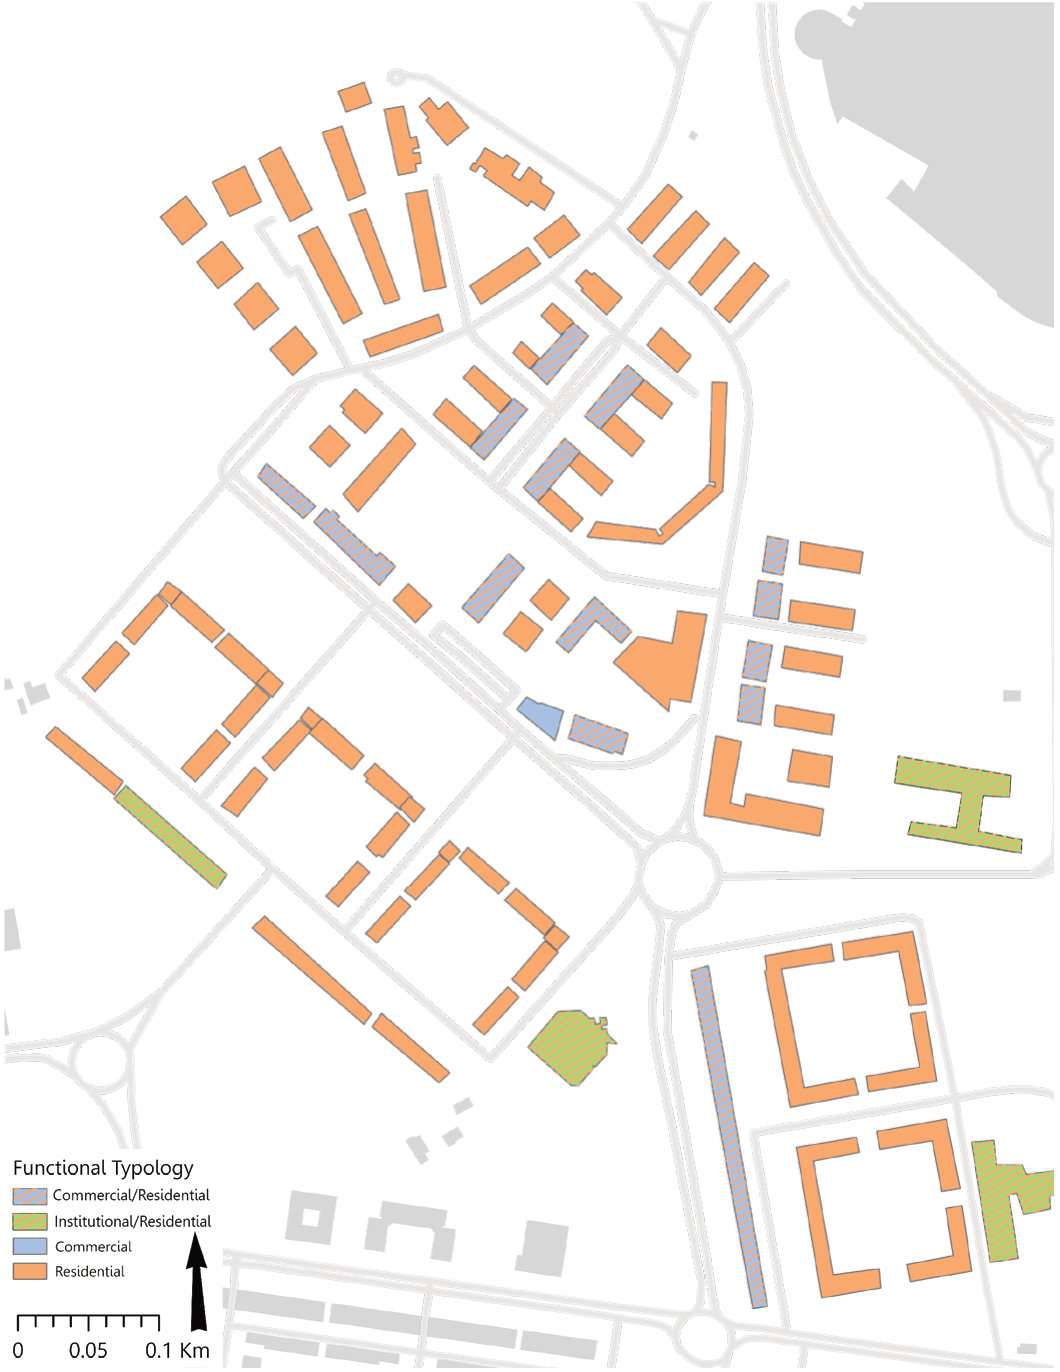 Functional Typology
Commercial/Residential
Institutional/Residential
Commercial
Residential
0 0.05 0.1 Km